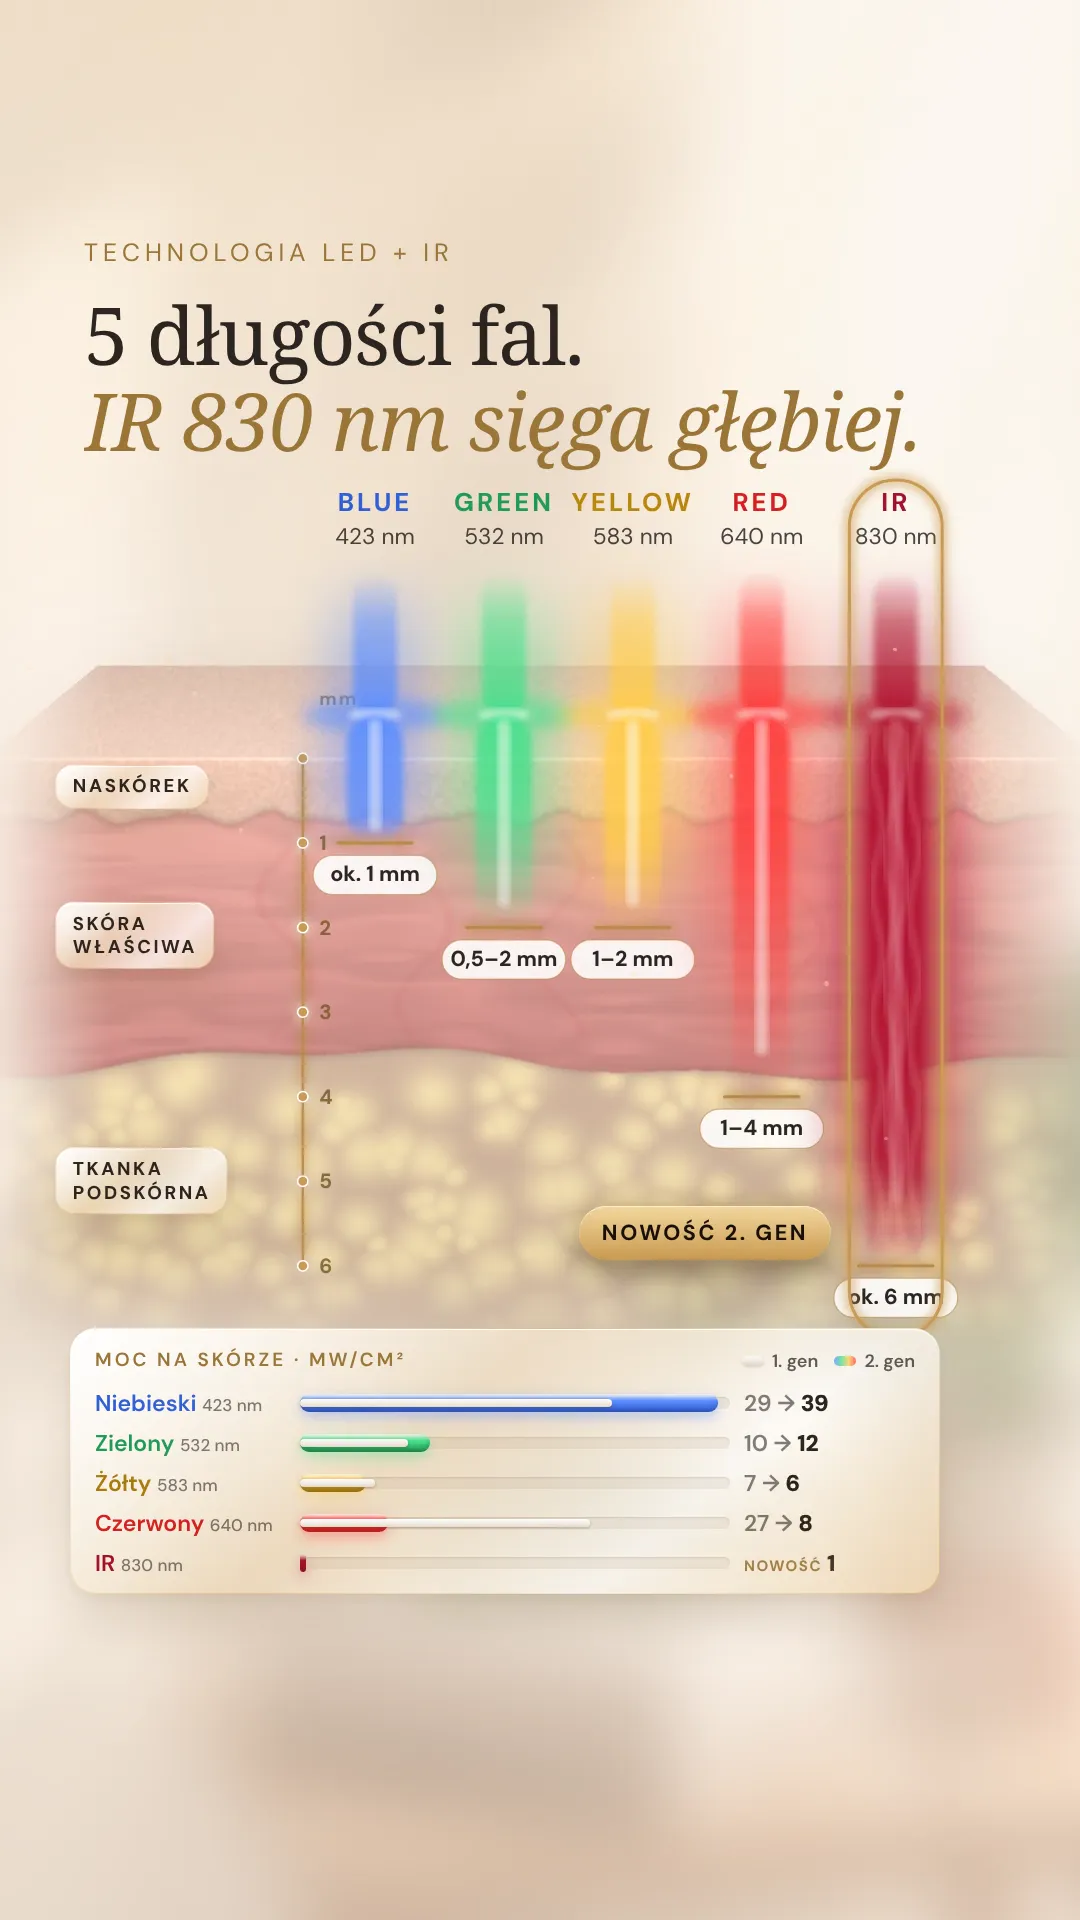 TECHNOLOGIA LED + IR
5 długości fal.
IR 830 nm sięga głębiej.
BLUE GREEN YELLOW RED IR
423 nm 532 nm 583 nm 640 nm 830 nm
mm
NASKÓREK
1
ok. 1 mm
SKÓRA
WŁAŚCIWA
2
0,5–2 mm 1–2 mm
3
4
1–4 mm
TKANKA
PODSKÓRNA
5
NOWOŚĆ 2. GEN
6
ok. 6 mm
MOC NA SKÓRZE · MW/CM² 1. gen 2. gen
Niebieski 423 nm 29 → 39
Zielony 532 nm 10 → 12
Żółty 583 nm 7 → 6
Czerwony 640 nm 27 → 8
IR 830 nm NOWOŚĆ 1